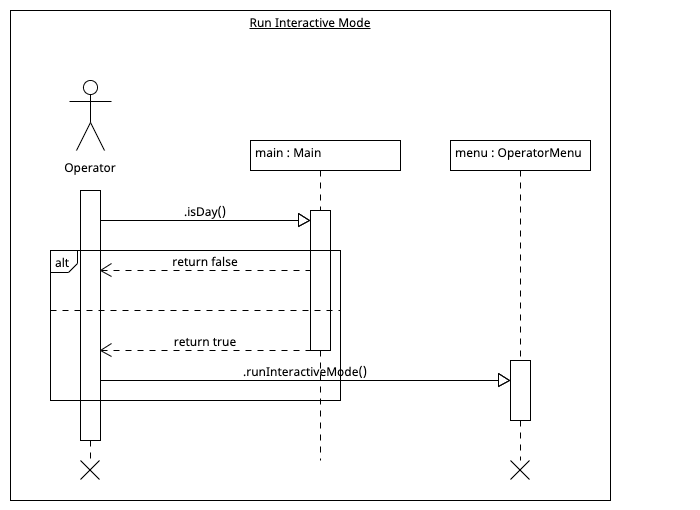 Run Interactive Mode
Operator
main : Main
menu : OperatorMenu
.isDay()
alt
return false
return true
.runInteractiveMode()